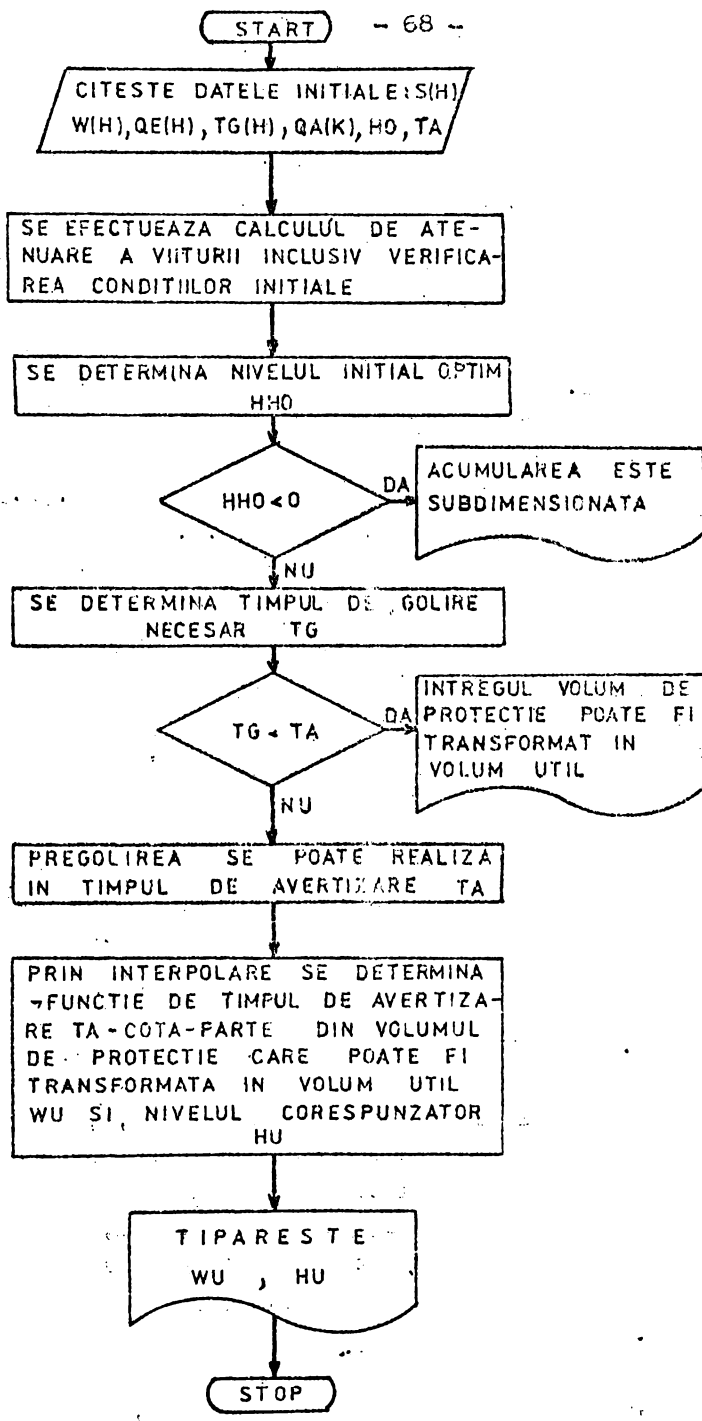 START
- 68 -
CITESTE DATELE INITIALE: S(H)
W(H), QE(H), TG(H), QA(K), HO, TA
SE EFECTUEAZA CALCULUL DE ATE-
NUARE A VIITURII INCLUSIV VERIFICA-
REA CONDITIILOR INITIALE
SE DETERMINA NIVELUL INITIAL OPTIM
HHO
HHO < 0
DA
ACUMULAREA ESTE
SUBDIMENSIONATA
NU
SE DETERMINA TIMPUL DE GOLIRE
NECESAR TG
TG < TA
DA
INTREGUL VOLUM DE
PROTECTIE POATE FI
TRANSFORMAT IN
VOLUM UTIL
NU
PREGOLIREA SE POATE REALIZA
IN TIMPUL DE AVERTIZARE TA
PRIN INTERPOLARE SE DETERMINA
-FUNCTIE DE TIMPUL DE AVERTIZA-
RE TA-COTA-PARTE DIN VOLUMUL
DE PROTECTIE CARE POATE FI
TRANSFORMATA IN VOLUM UTIL
WU SI NIVELUL CORESPUNZATOR
HU
TIPARESTE
WU , HU
STOP